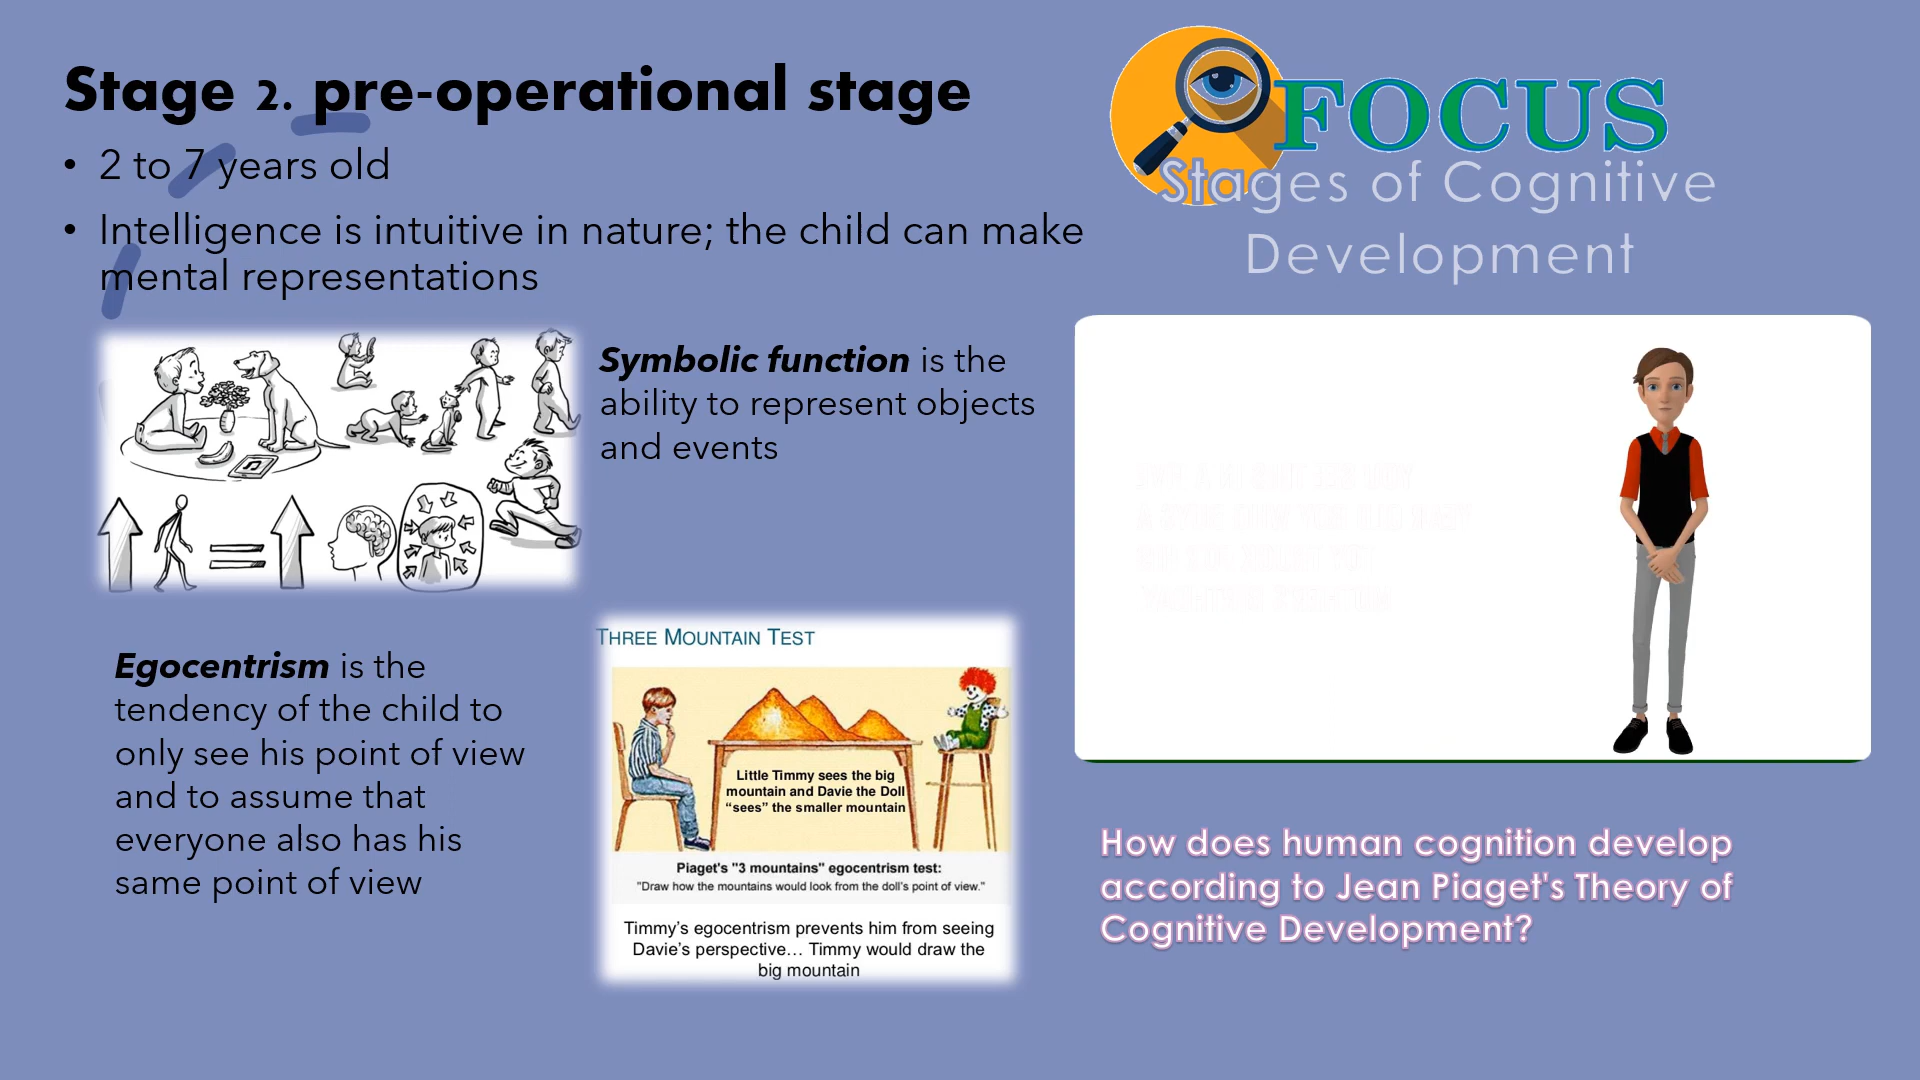 Stage 2. pre-operational stage
• 2 to 7 years old
• Intelligence is intuitive in nature; the child can make
mental representations
Symbolic function is the
ability to represent objects
and events
Egocentrism is the
tendency of the child to
only see his point of view
and to assume that
everyone also has his
same point of view
THREE MOUNTAIN TEST
Little Timmy sees the big
mountain and Davie the Doll
“sees” the smaller mountain
Piaget's "3 mountains" egocentrism test:
"Draw how the mountains would look from the doll's point of view."
Timmy’s egocentrism prevents him from seeing
Davie’s perspective… Timmy would draw the
big mountain
FOCUS
Stages of Cognitive
Development
How does human cognition develop
according to Jean Piaget's Theory of
Cognitive Development?